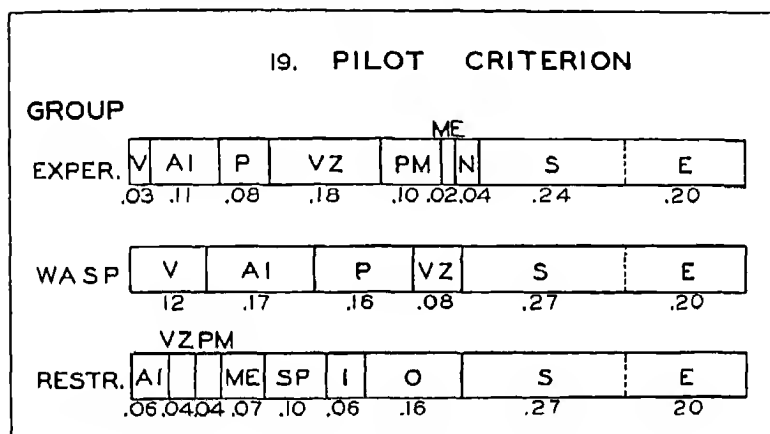 19. PILOT CRITERION
GROUP
ME
EXPER. V AI P VZ PM N S E
.03 .11 .08 .18 .10 .02 .04 .24 .20
WASP V AI P VZ S E
12 .17 .16 .08 .27 .20
VZ PM
RESTR. AI ME SP I O S E
.06 .04 .04 .07 .10 .06 .16 .27 20